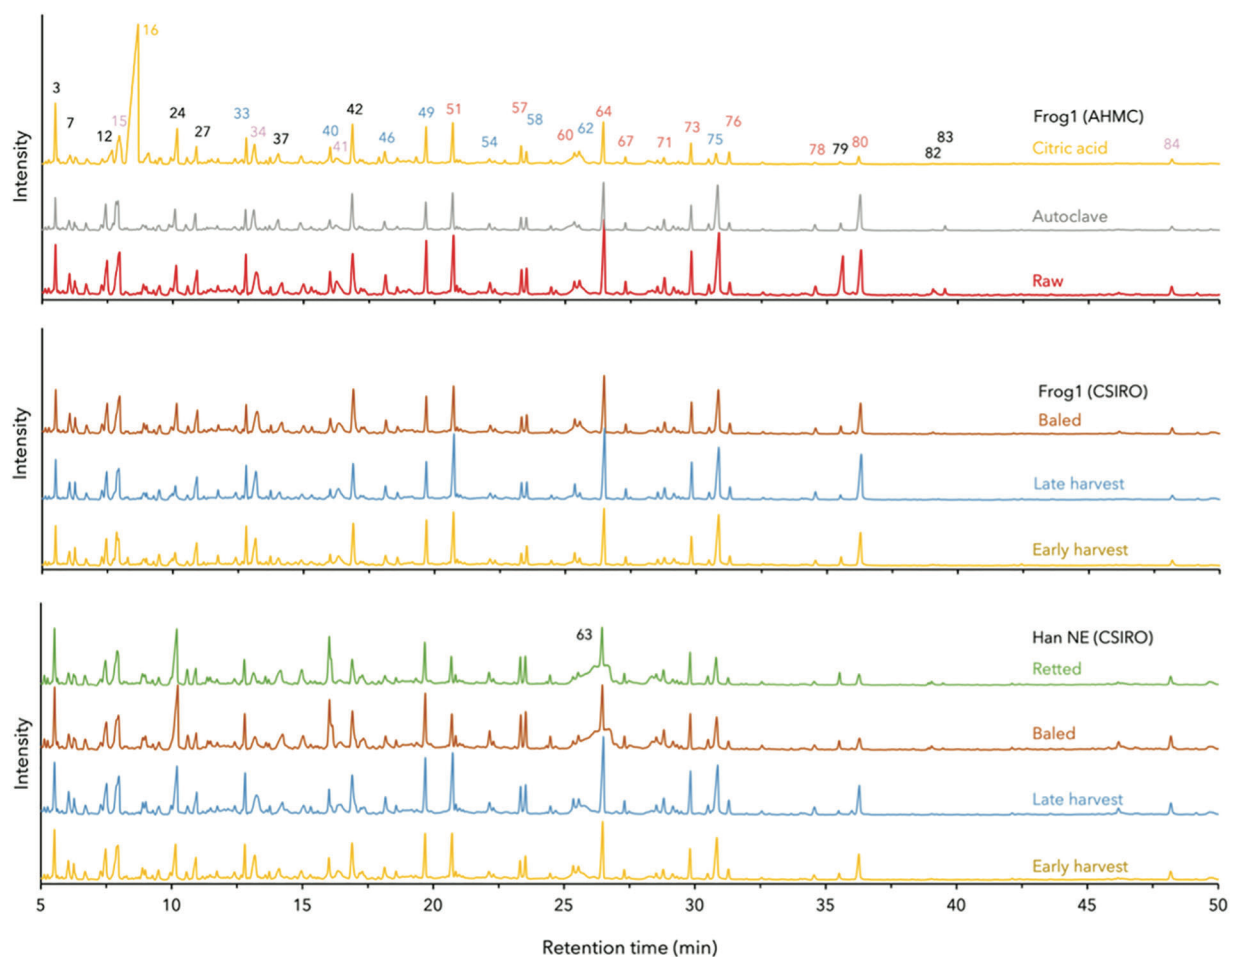 Intensity
3
7
12
15
16
24
27
33
34
37
40
41
42
46
49
51
54
57
58
60
62
64
67
71
73
75
76
78
79
80
82
83
84
Frog1 (AHMC)
Citric acid
Autoclave
Raw
Intensity
Frog1 (CSIRO)
Baled
Late harvest
Early harvest
Intensity
63
Han NE (CSIRO)
Retted
Baled
Late harvest
Early harvest
5 10 15 20 25 30 35 40 45 50
Retention time (min)